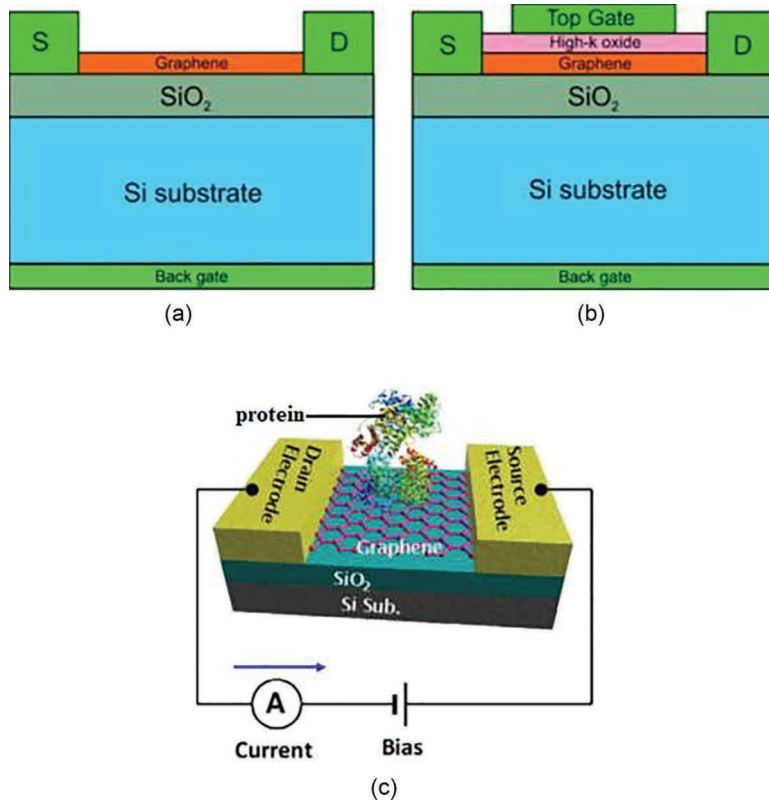 S
D
Graphene
SiO₂
Si substrate
Back gate
(a)
Top Gate
S
High-k oxide
D
Graphene
SiO₂
Si substrate
Back gate
(b)
protein
Drain
Electrode
Source
Electrode
Graphene
SiO₂
Si Sub.
A
Current
Bias
(c)